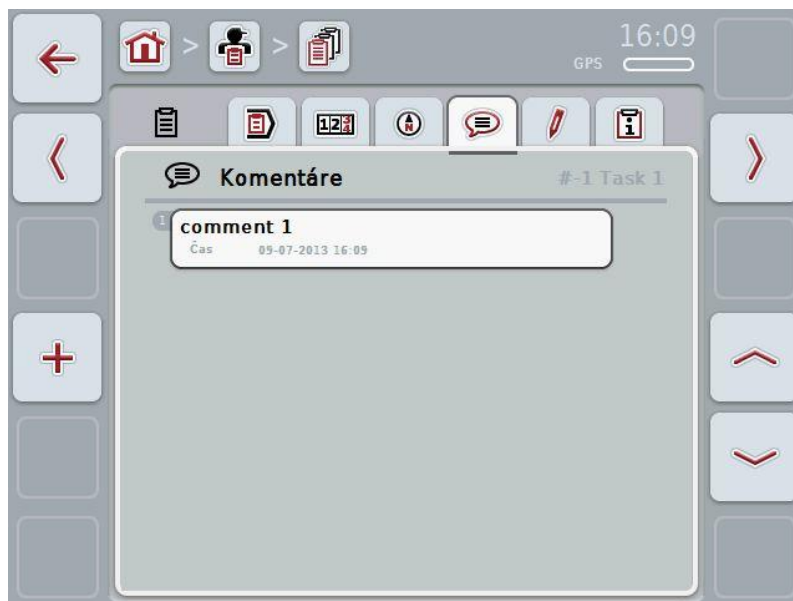 16:09
GPS
Komentáre
#-1 Task 1
1
comment 1
Čas 09-07-2013 16:09